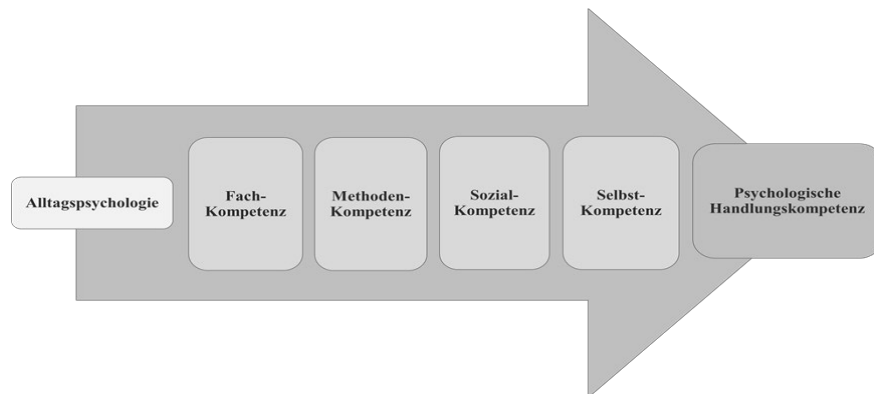 Alltagspsychologie
Fach-
Kompetenz
Methoden-
Kompetenz
Sozial-
Kompetenz
Selbst-
Kompetenz
Psychologische
Handlungskompetenz